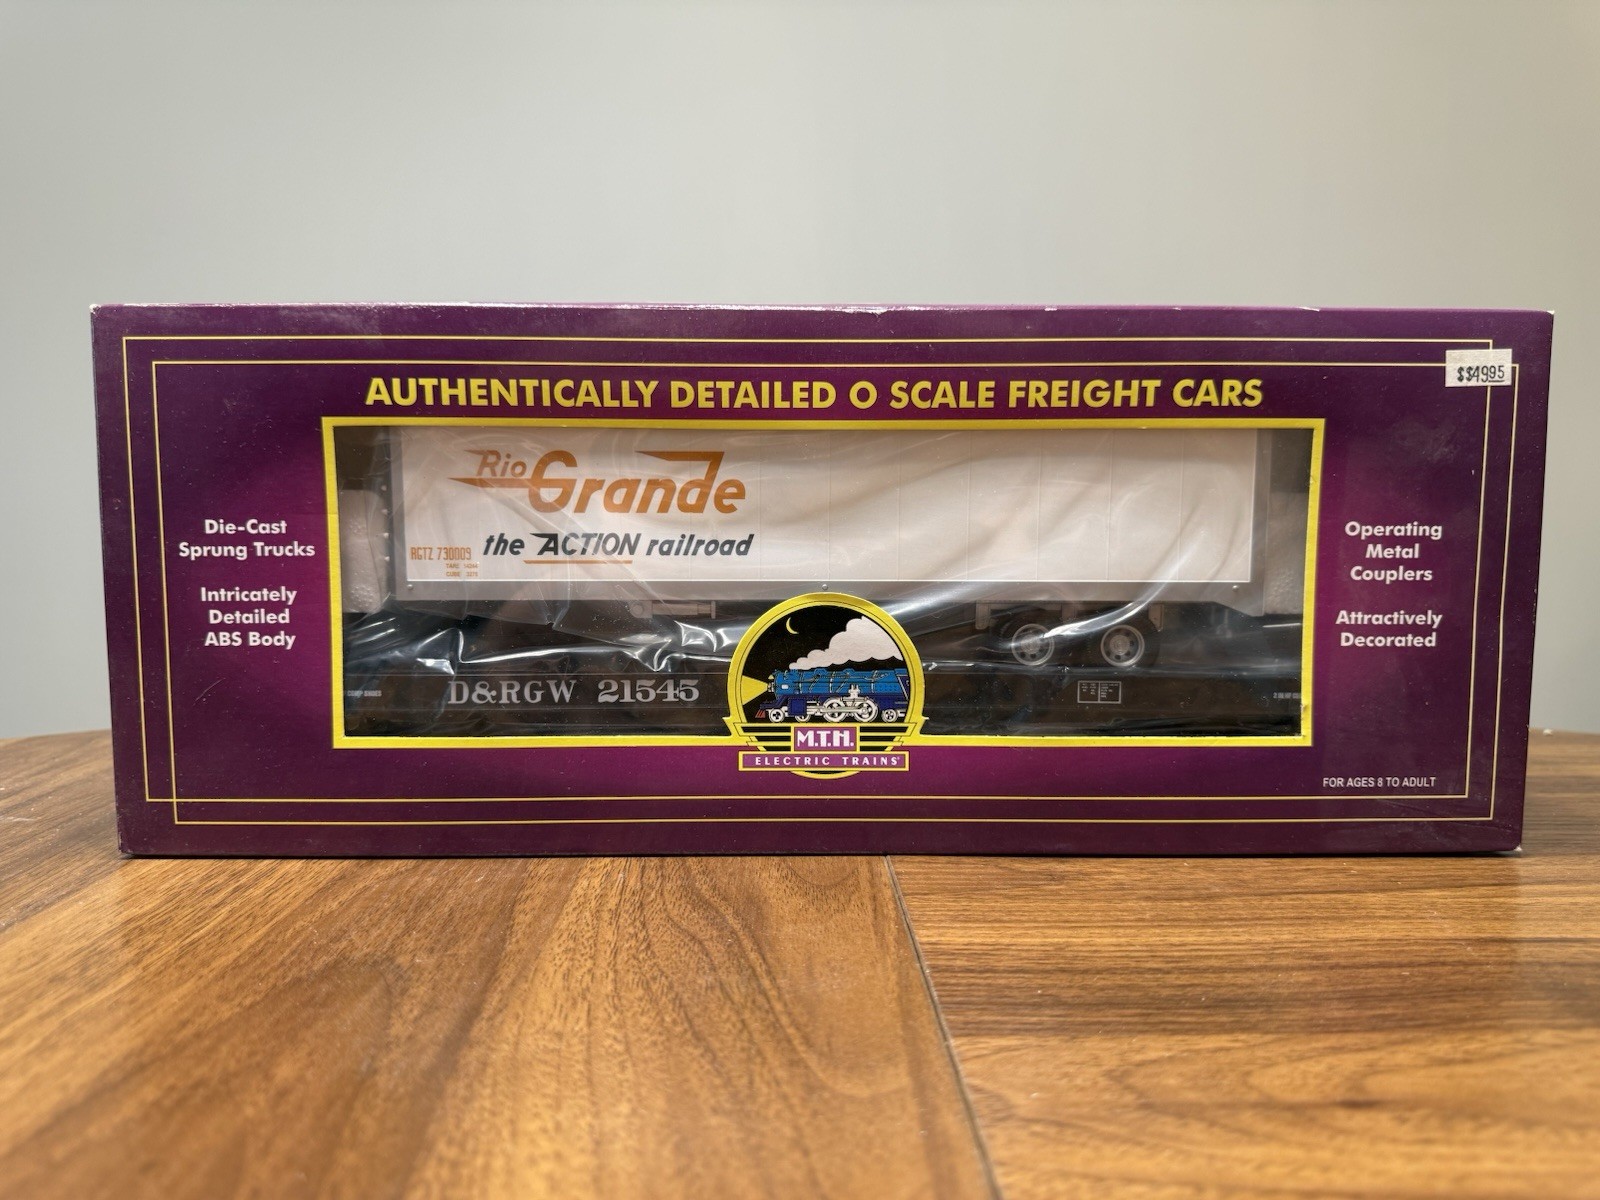 AUTHENTICALLY DETAILED O SCALE FREIGHT CARS
$$49.95
Die-Cast
Sprung Trucks
Intricately
Detailed
ABS Body
Rio Grande
the ACTION railroad
RGTZ 730009
D&RGW 21545
M.T.H.
ELECTRIC TRAINS
Operating
Metal
Couplers
Attractively
Decorated
FOR AGES 8 TO ADULT